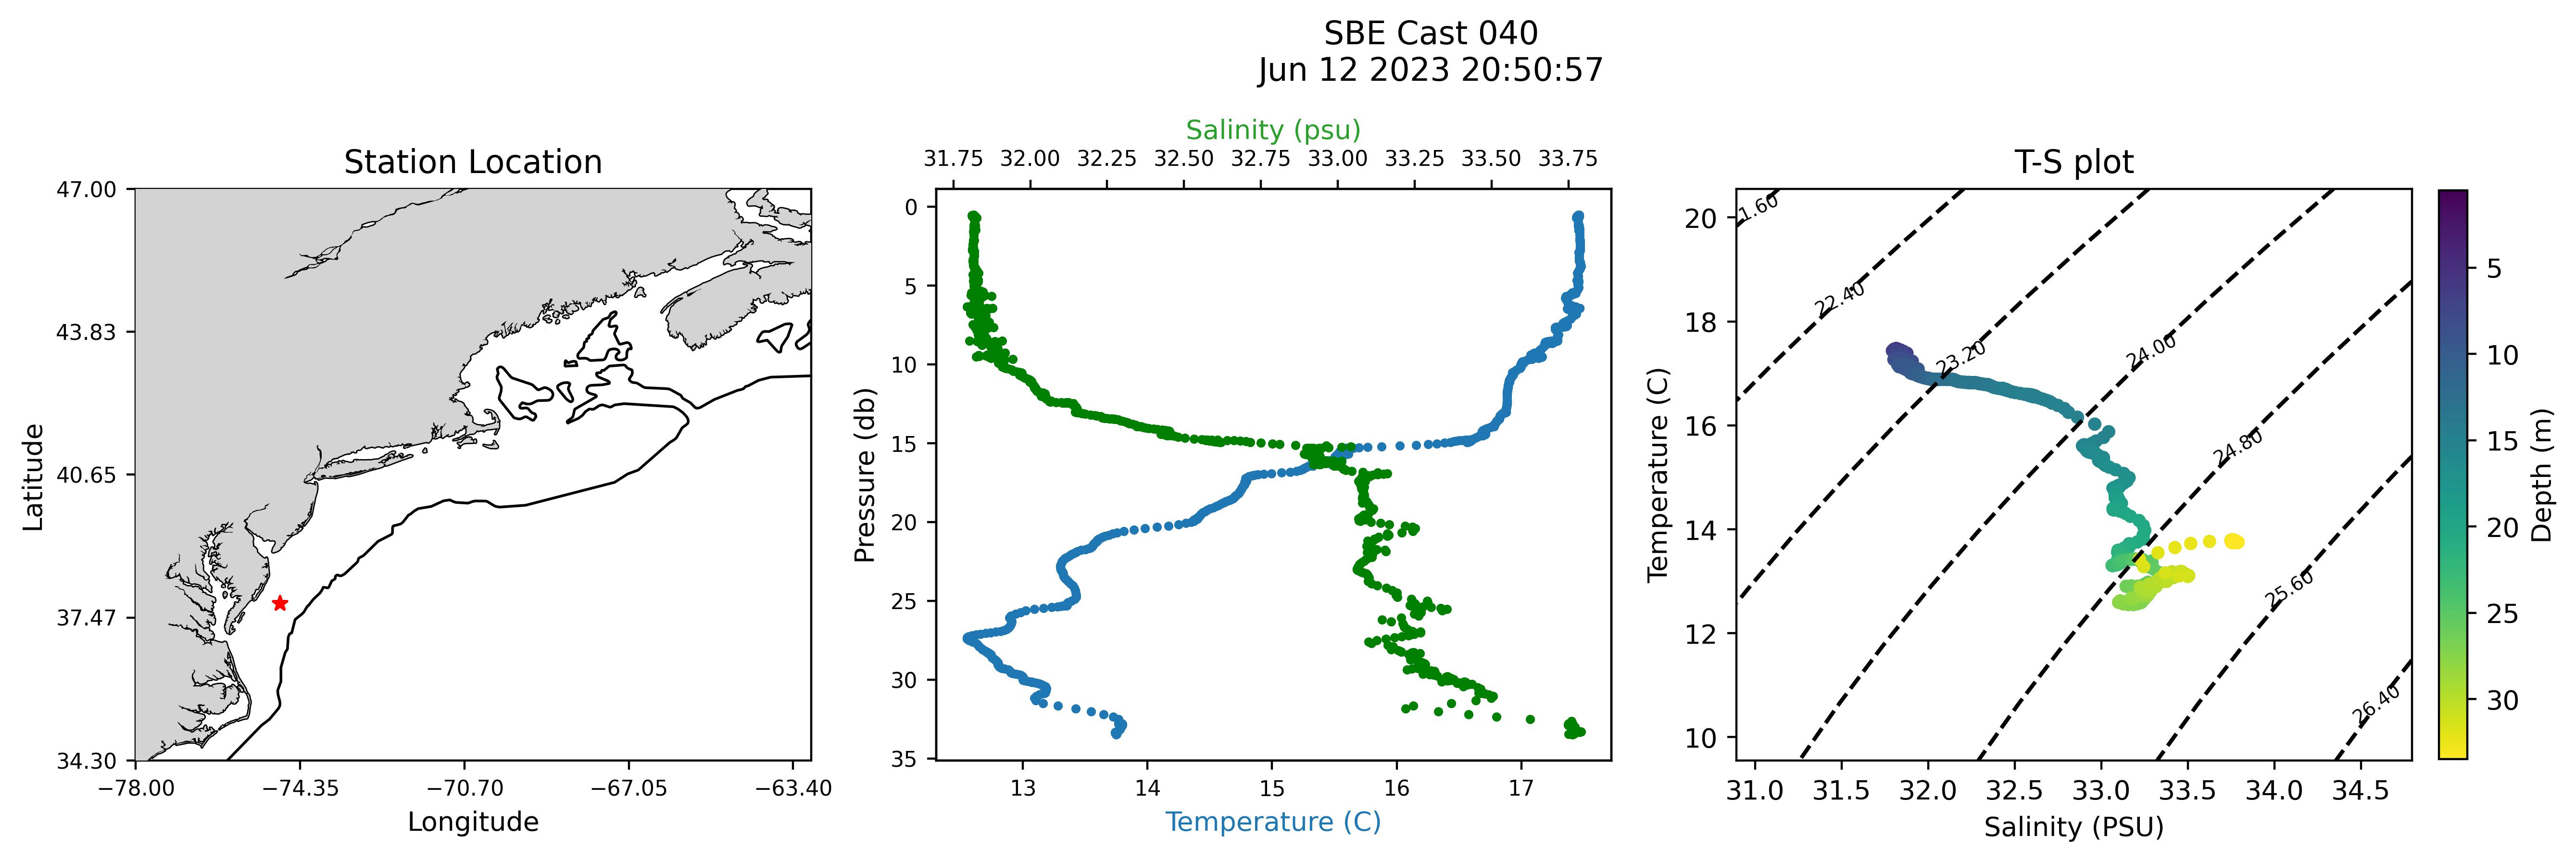 SBE Cast 040
Jun 12 2023 20:50:57
Station Location
47.00
43.83
40.65
37.47
34.30
Latitude
−78.00 −74.35 −70.70 −67.05 −63.40
Longitude
Salinity (psu)
31.75 32.00 32.25 32.50 32.75 33.00 33.25 33.50 33.75
0
5
10
15
20
25
30
35
Pressure (db)
13 14 15 16 17
Temperature (C)
T-S plot
20
18
16
14
12
10
Temperature (C)
1.60
22.40
23.20
24.00
24.80
25.60
26.40
31.0 31.5 32.0 32.5 33.0 33.5 34.0 34.5
Salinity (PSU)
5
10
15
20
25
30
Depth (m)